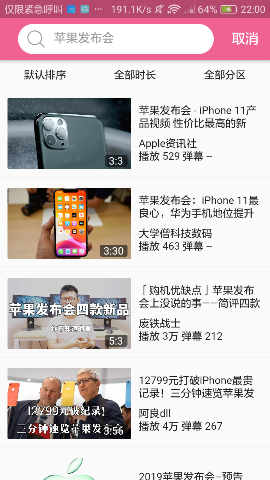 仅限紧急呼叫 191.1K/s 64% 22:00
苹果发布会 取消
默认排序 全部时长 全部分区
苹果发布会 - iPhone 11产
品视频 性价比最高的新
Apple资讯社
播放 529 弹幕 --
3:3
苹果发布会：iPhone 11最
良心，华为手机地位提升
大学僧科技数码
播放 463 弹幕 --
3:30
「购机优缺点」苹果发布
会上没说的事——简评四款
废铁战士
播放 3万 弹幕 212
苹果发布会四款新品
5:3
12799元打破iPhone最贵
记录！三分钟速览苹果发
阿良dll
播放 4万 弹幕 267
12799元破纪录!
三分钟速览苹果发布会
3:56
2019苹果发布会–预告